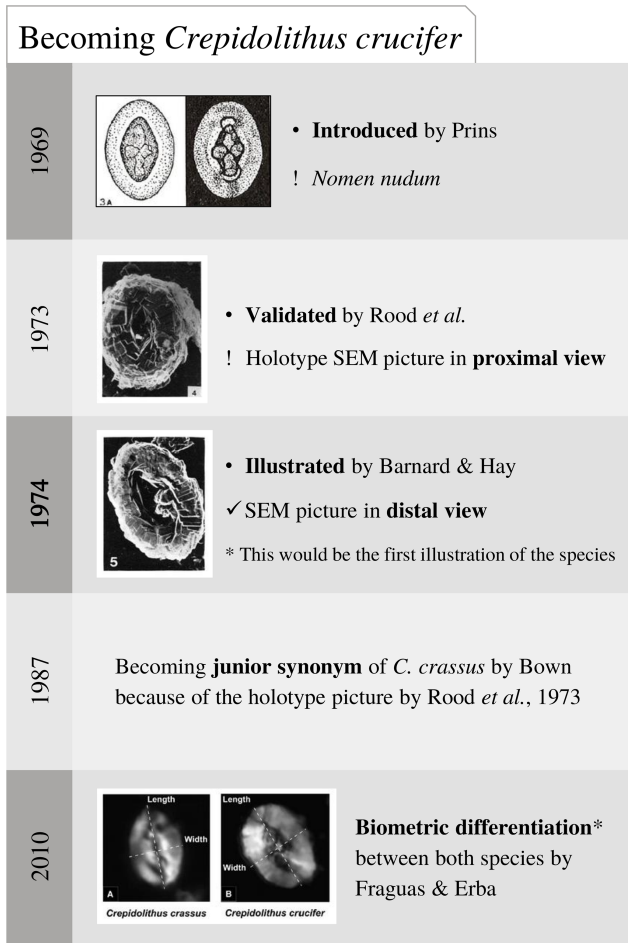 Becoming Crepidolithus crucifer
1969
3A
• Introduced by Prins
! Nomen nudum
1973
4
• Validated by Rood et al.
! Holotype SEM picture in proximal view
1974
5
• Illustrated by Barnard & Hay
✓ SEM picture in distal view
* This would be the first illustration of the species
1987
Becoming junior synonym of C. crassus by Bown
because of the holotype picture by Rood et al., 1973
2010
Length
Width
A
Crepidolithus crassus
Length
Width
B
Crepidolithus crucifer
Biometric differentiation*
between both species by
Fraguas & Erba